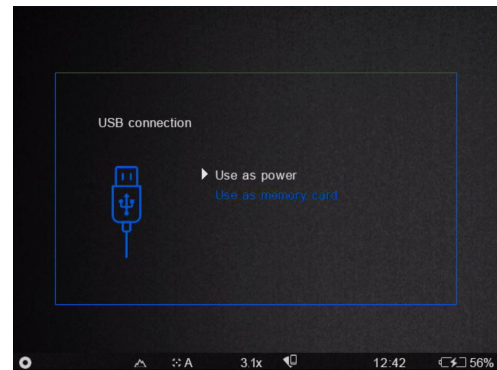 USB connection
Use as power
Use as memory card
A 3.1x 12:42 56%